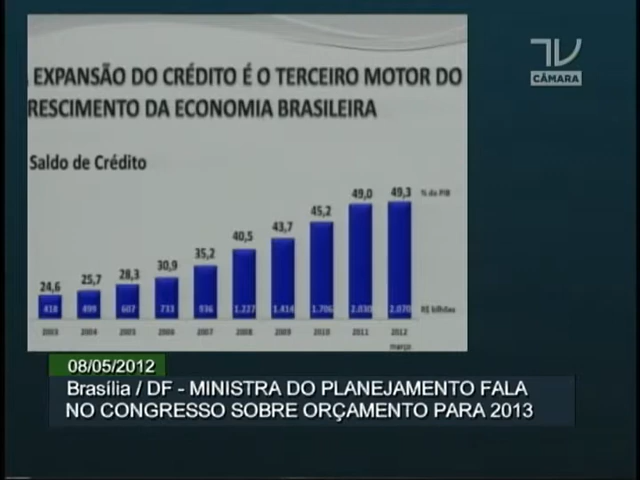 EXPANSÃO DO CRÉDITO É O TERCEIRO MOTOR DO
RESCIMENTO DA ECONOMIA BRASILEIRA
TV
CÂMARA
Saldo de Crédito
24,6 25,7 28,3 30,9 35,2 40,5 43,7 45,2 49,0 49,3 % do PIB
418 499 607 733 936 1.227 1.414 1.706 2.030 2.070 R$ bilhões
2003 2004 2005 2006 2007 2008 2009 2010 2011 2012
março
08/05/2012
Brasília / DF - MINISTRA DO PLANEJAMENTO FALA
NO CONGRESSO SOBRE ORÇAMENTO PARA 2013